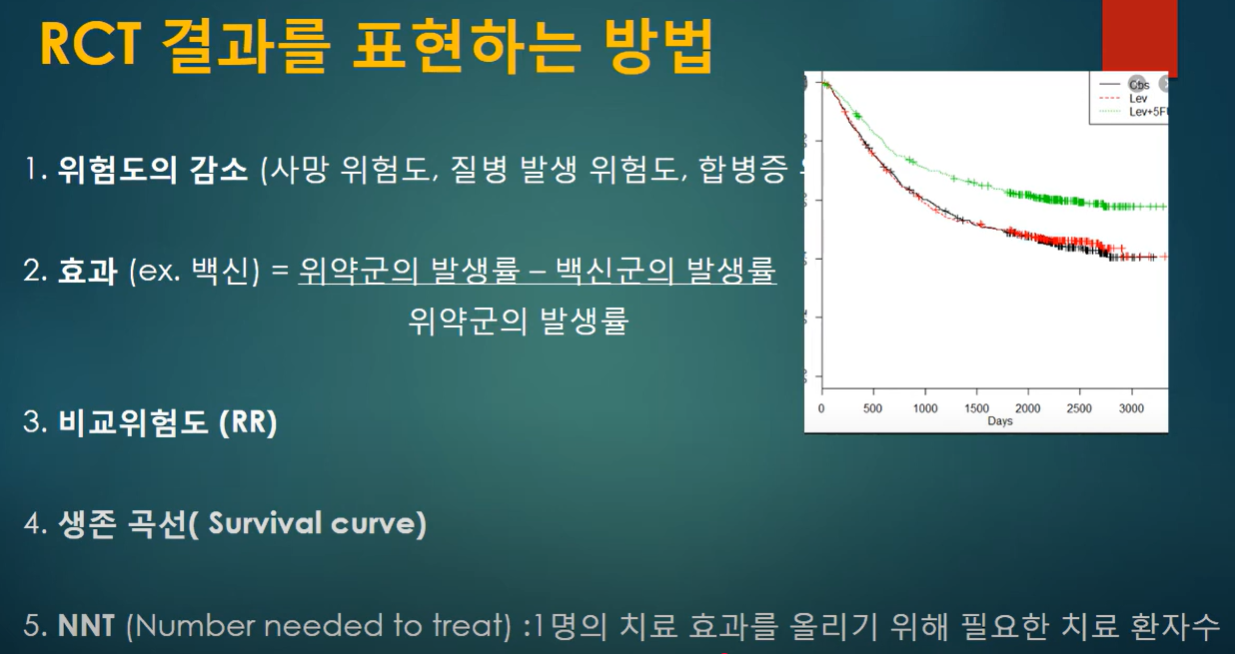 RCT 결과를 표현하는 방법
1. 위험도의 감소 (사망 위험도, 질병 발생 위험도, 합병증
2. 효과 (ex. 백신) = 위약군의 발생률 – 백신군의 발생률
위약군의 발생률
3. 비교위험도 (RR)
4. 생존 곡선( Survival curve)
5. NNT (Number needed to treat) :1명의 치료 효과를 올리기 위해 필요한 치료 환자수
Obs
Lev
Lev+5F
0 500 1000 1500 2000 2500 3000
Days